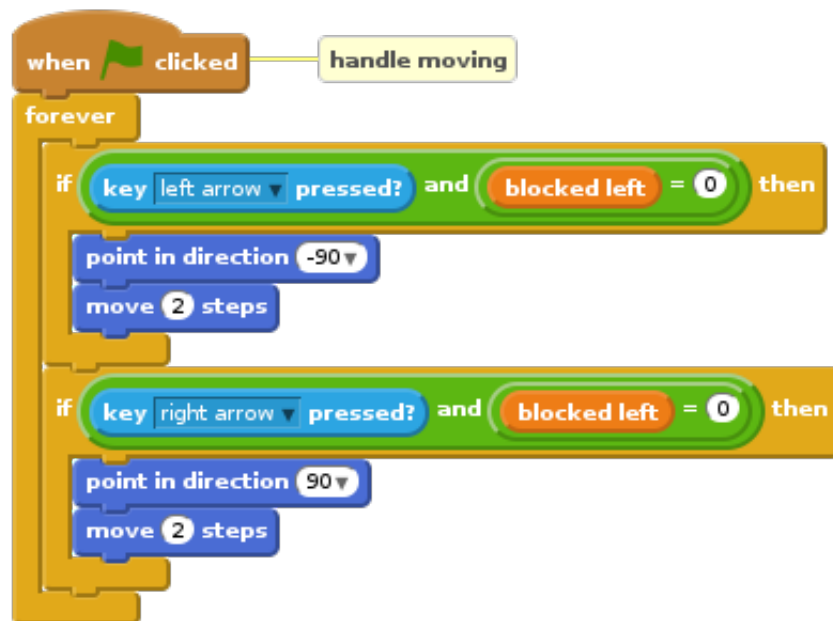 when clicked
handle moving
forever
if key left arrow pressed? and blocked left = 0 then
point in direction -90
move 2 steps
if key right arrow pressed? and blocked left = 0 then
point in direction 90
move 2 steps